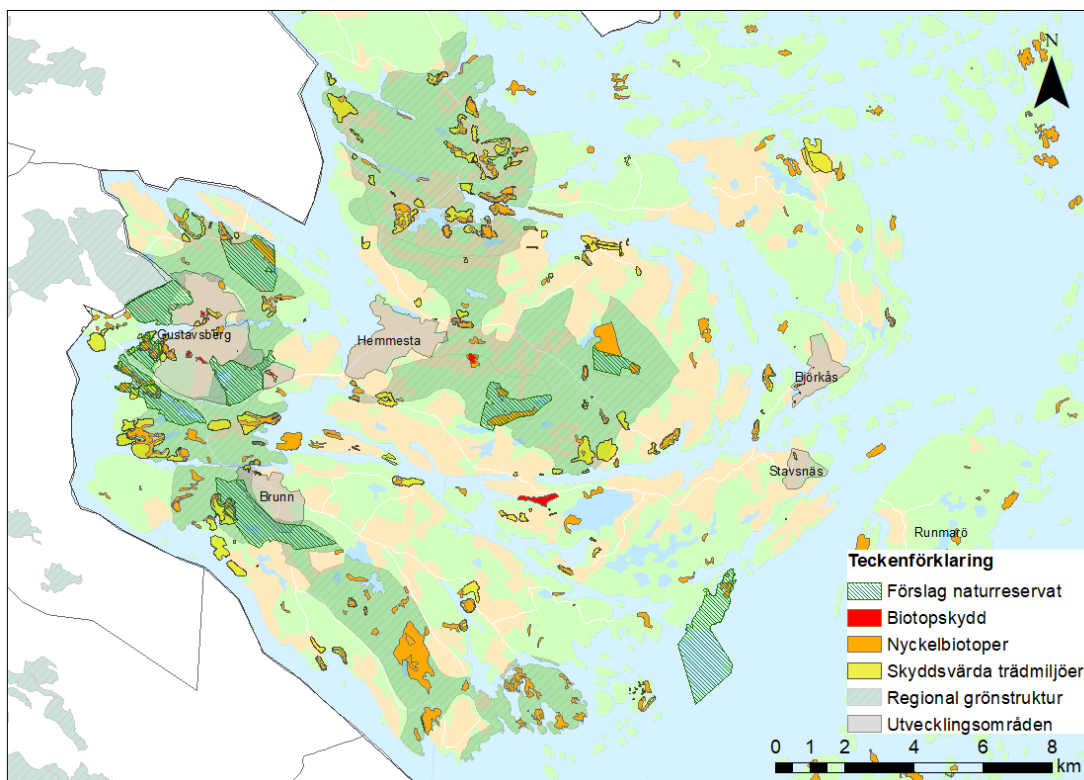 N
Gustavsberg
Hemmesta
Björkås
Stavsnäs
Brunn
Runmarö
Teckenförklaring
Förslag naturreservat
Biotopskydd
Nyckelbiotoper
Skyddsvärda trädmiljöer
Regional grönstruktur
Utvecklingsområden
0 1 2 4 6 8
km